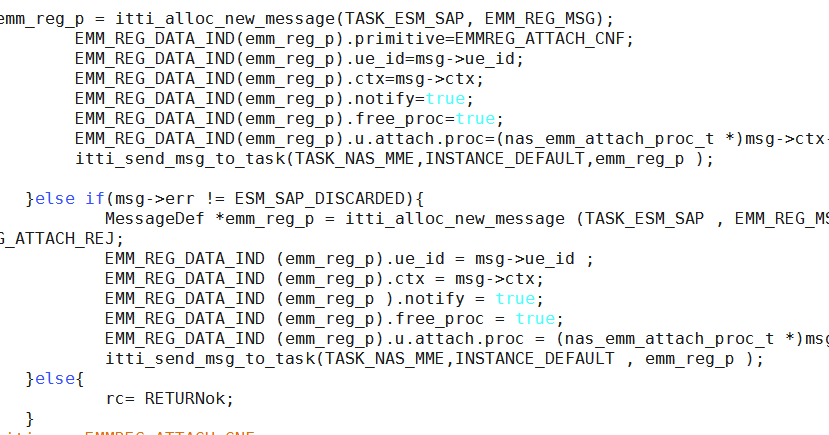 emm_reg_p = itti_alloc_new_message(TASK_ESM_SAP, EMM_REG_MSG);
EMM_REG_DATA_IND(emm_reg_p).primitive=EMMREG_ATTACH_CNF;
EMM_REG_DATA_IND(emm_reg_p).ue_id=msg->ue_id;
EMM_REG_DATA_IND(emm_reg_p).ctx=msg->ctx;
EMM_REG_DATA_IND(emm_reg_p).notify=true;
EMM_REG_DATA_IND(emm_reg_p).free_proc=true;
EMM_REG_DATA_IND(emm_reg_p).u.attach.proc=(nas_emm_attach_proc_t *)msg->ctx-
itti_send_msg_to_task(TASK_NAS_MME,INSTANCE_DEFAULT,emm_reg_p );
}else if(msg->err != ESM_SAP_DISCARDED){
MessageDef *emm_reg_p = itti_alloc_new_message (TASK_ESM_SAP , EMM_REG_MS
G_ATTACH_REJ;
EMM_REG_DATA_IND (emm_reg_p).ue_id = msg->ue_id ;
EMM_REG_DATA_IND (emm_reg_p).ctx = msg->ctx;
EMM_REG_DATA_IND (emm_reg_p ).notify = true;
EMM_REG_DATA_IND (emm_reg_p).free_proc = true;
EMM_REG_DATA_IND (emm_reg_p).u.attach.proc = (nas_emm_attach_proc_t *)msg
itti_send_msg_to_task(TASK_NAS_MME,INSTANCE_DEFAULT , emm_reg_p );
}else{
rc= RETURNok;
}